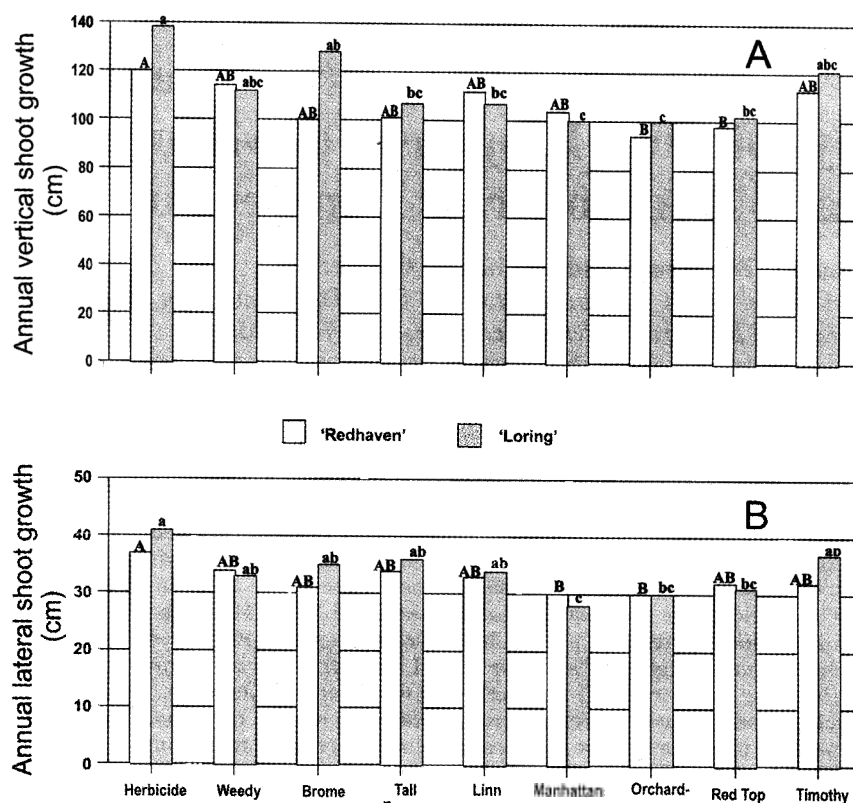 140
120
100
80
60
40
20
0
Annual vertical shoot growth
(cm)
A
A a
AB abc
AB ab
AB bc
AB bc
AB c
B c
B bc
AB abc
'Redhaven' 'Loring'
50
40
30
20
10
0
Annual lateral shoot growth
(cm)
B
A a
AB ab
AB ab
AB ab
AB ab
B c
B bc
AB bc
AB ab
Herbicide Weedy Brome Tall Linn Manhattan Orchard- Red Top Timothy